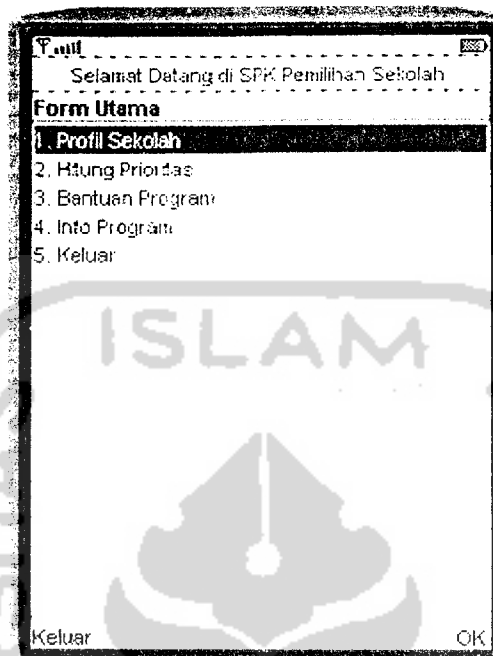 Selamat Datang di SPK Pemilihan Sekolah
Form Utama
1. Profil Sekolah
2. Hitung Prioritas
3. Bantuan Program
4. Info Program
5. Keluar
ISLAM
Keluar OK